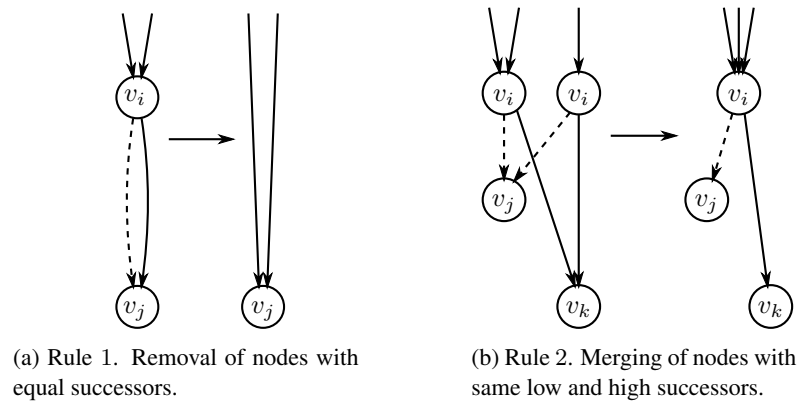 v_i
v_j
v_j
v_i v_i
v_j
v_k
v_i
v_j
v_k
(a) Rule 1. Removal of nodes with
equal successors.
(b) Rule 2. Merging of nodes with
same low and high successors.